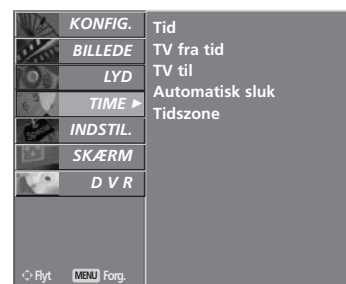 KONFIG.
BILLEDE
LYD
TIME ►
INDSTIL.
SKÆRM
D V R
Tid
TV fra tid
TV til
Automatisk sluk
Tidszone
Flyt MENU Forg.